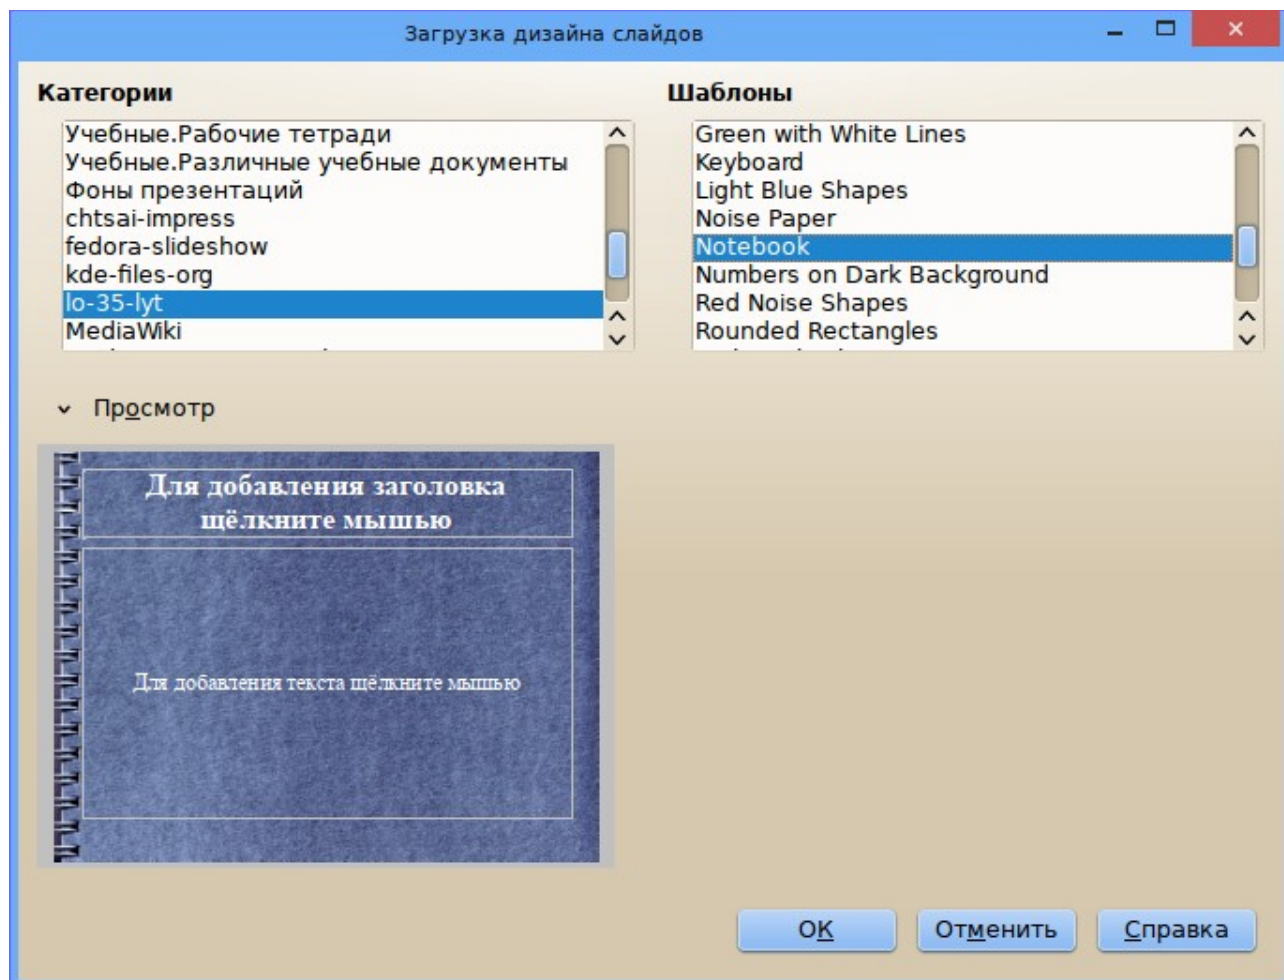 Загрузка дизайна слайдов
Категории
Учебные.Рабочие тетради
Учебные.Различные учебные документы
Фоны презентаций
chtsai-impress
fedora-slideshow
kde-files-org
lo-35-lyt
MediaWiki
Шаблоны
Green with White Lines
Keyboard
Light Blue Shapes
Noise Paper
Notebook
Numbers on Dark Background
Red Noise Shapes
Rounded Rectangles
Просмотр
Для добавления заголовка
щёлкните мышью
Для добавления текста щёлкните мышью
ОК
Отменить
Справка